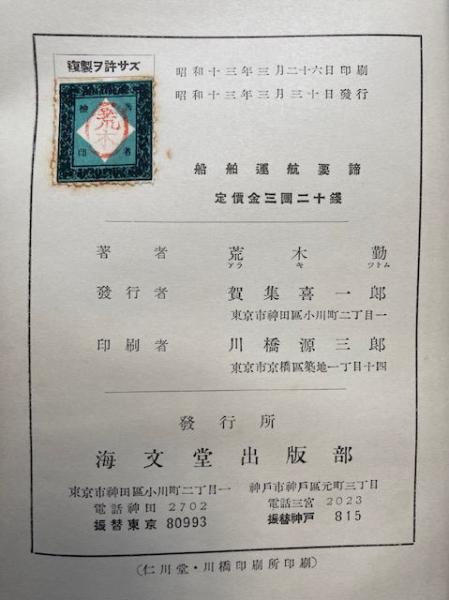 複製ヲ許サズ
檢 者
荒木
印 著
昭和十三年三月二十六日印刷
昭和十三年三月三十日發行
船舶運航要諦
定價金三圓二十錢
著者 荒木勤
アラ キ ツトム
發行者 賀集喜一郎
東京市神田區小川町二丁目一
印刷者 川橋源三郎
東京市京橋區築地一丁目十四
發行所
海文堂出版部
東京市神田區小川町二丁目一
電話神田 2702
振替東京 80993
神戶市神戶區元町三丁目
電話三宮 2023
振替神戸 815
(仁川堂・川橋印刷所印刷)